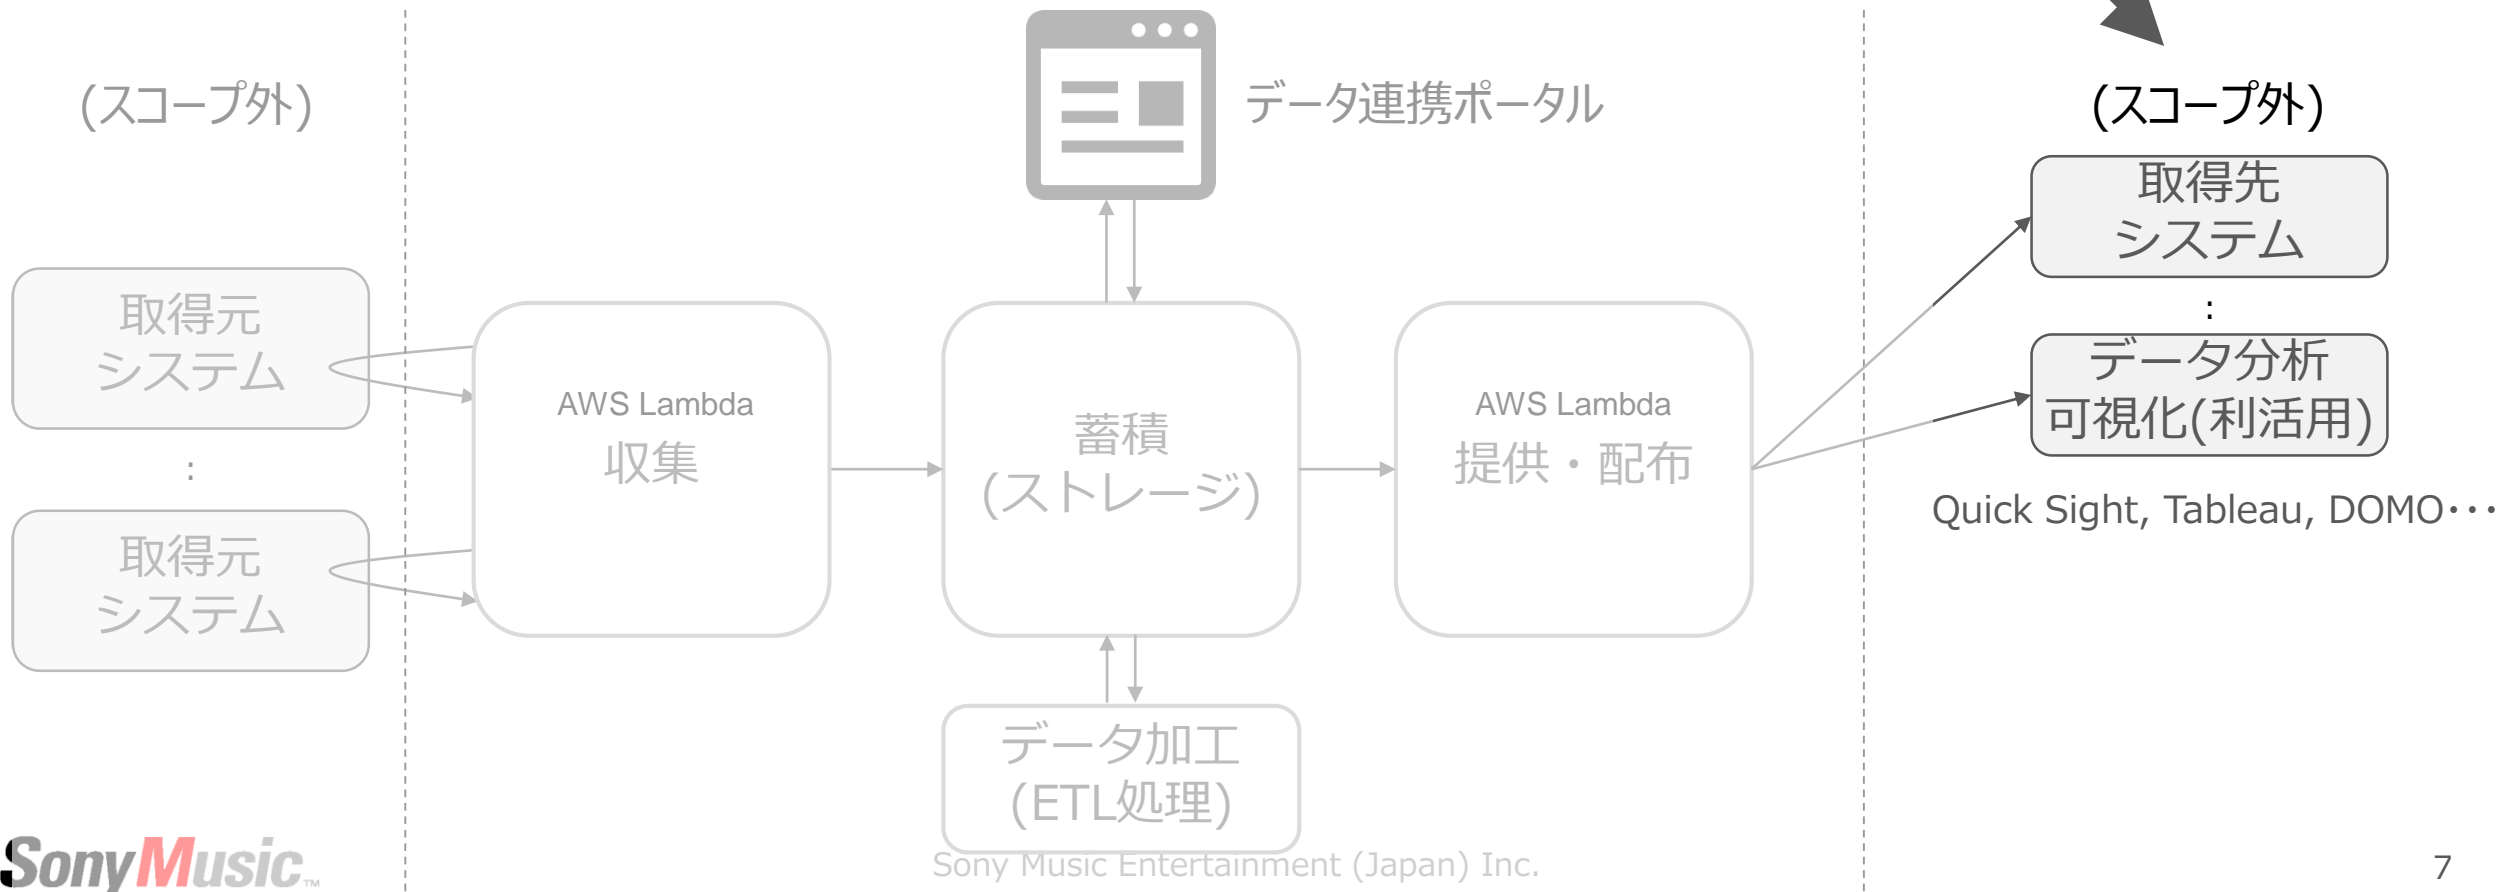 (スコープ外)
データ連携ポータル
(スコープ外)
取得先
システム
:
データ分析
可視化(利活用)
Quick Sight, Tableau, DOMO・・・
取得元
システム
:
取得元
システム
AWS Lambda
収集
蓄積
(ストレージ)
AWS Lambda
提供・配布
データ加工
(ETL処理)
Sony Music TM
Sony Music Entertainment (Japan) Inc.
7